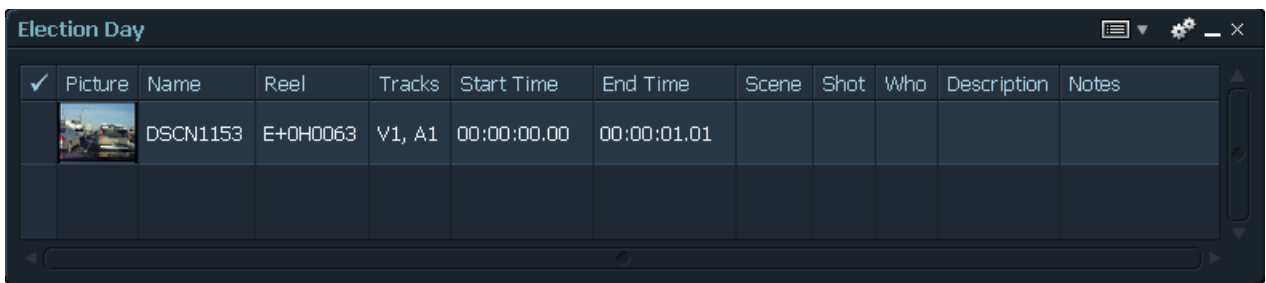 Election Day
✓ Picture Name Reel Tracks Start Time End Time Scene Shot Who Description Notes
DSCN1153 E+0H0063 V1, A1 00:00:00.00 00:00:01.01